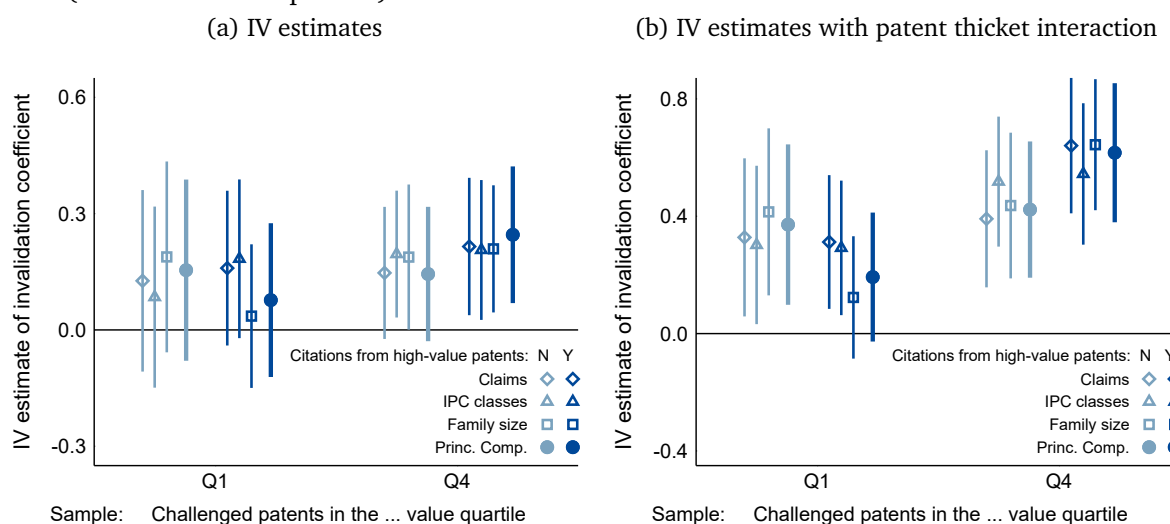 (a) IV estimates
(b) IV estimates with patent thicket interaction
IV estimate of invalidation coefficient
0.6
0.3
0.0
-0.3
Citations from high-value patents: N Y
Claims
IPC classes
Family size
Princ. Comp.
Q1 Q4
Sample: Challenged patents in the ... value quartile
IV estimate of invalidation coefficient
0.8
0.4
0.0
-0.4
Citations from high-value patents: N Y
Claims
IPC classes
Family size
Princ. Comp.
Q1 Q4
Sample: Challenged patents in the ... value quartile